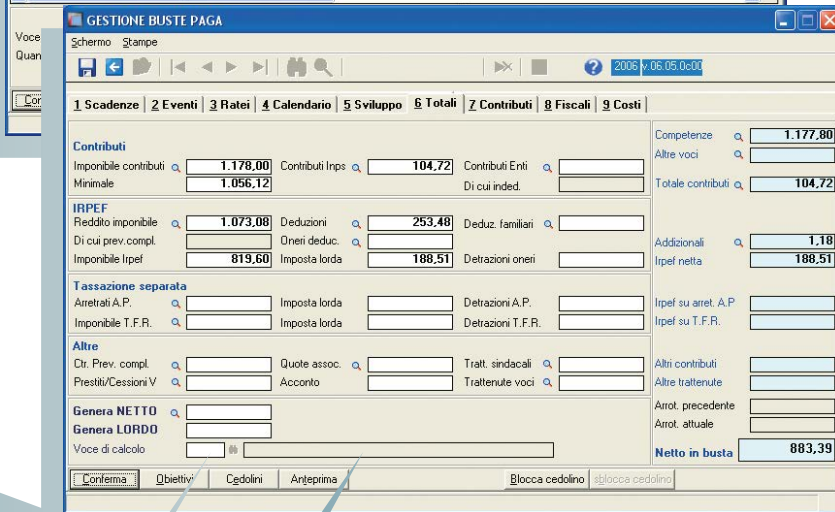 Voce
Quan
GESTIONE BUSTE PAGA
Schermo Stampe
2006 v.06.05.0c00
1 Scadenze 2 Eventi 3 Ratei 4 Calendario 5 Sviluppo 6 Totali 7 Contributi 8 Fiscali 9 Costi
Contributi
Imponibile contributi 1.178,00 Contributi Inps 104,72 Contributi Enti
Minimale 1.056,12 Di cui inded.
IRPEF
Reddito imponibile 1.073,08 Deduzioni 253,48 Deduz. familiari
Di cui prev.compl. Oneri deduc.
Imponibile Irpef 819,60 Imposta lorda 188,51 Detrazioni oneri
Tassazione separata
Arretrati A.P. Imposta lorda Detrazioni A.P.
Imponibile T.F.R. Imposta lorda Detrazioni T.F.R.
Altre
Ctr. Prev. compl. Quote assoc. Tratt. sindacali
Prestiti/Cessioni V Acconto Trattenute voci
Genera NETTO
Genera LORDO
Voce di calcolo
Competenze 1.177,80
Altre voci
Totale contributi 104,72
Addizionali 1,18
Irpef netta 188,51
Irpef su arret. A.P
Irpef su T.F.R.
Altri contributi
Altre trattenute
Arrot. precedente
Arrot. attuale
Netto in busta 883,39
Conferma Obiettivi Cedolini Anteprima Blocca cedolino sblocca cedolino